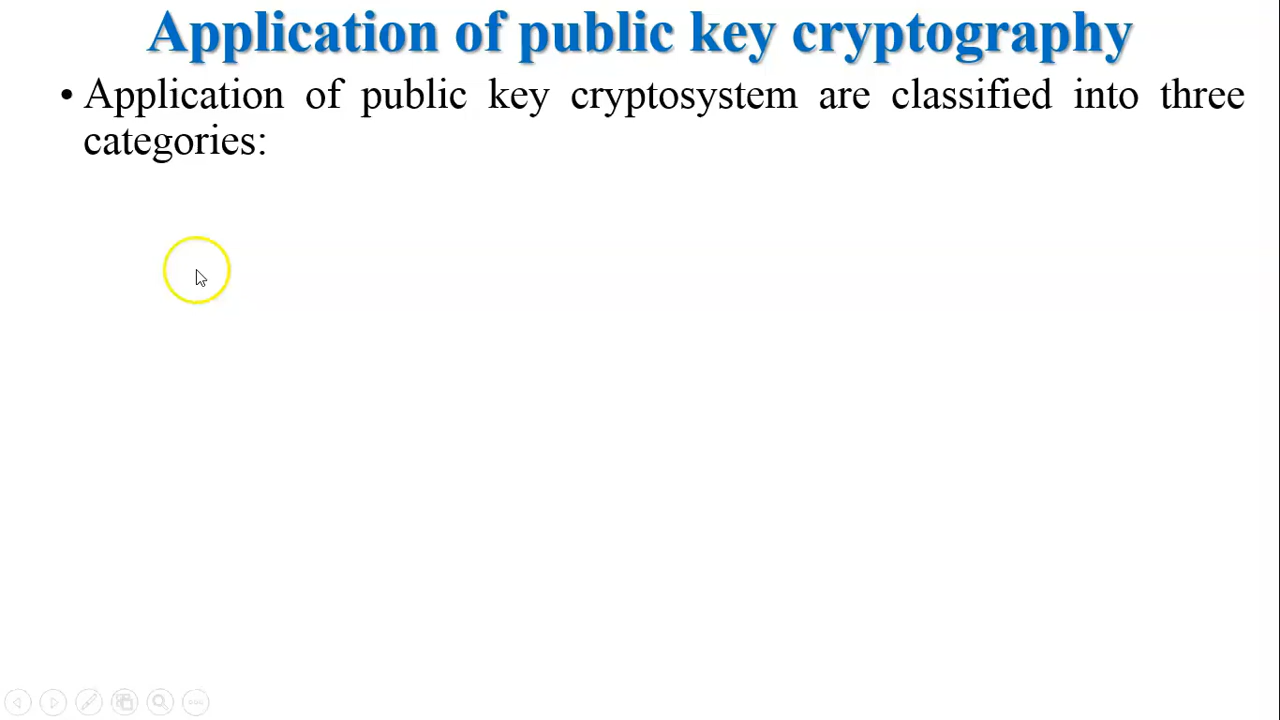 Application of public key cryptography
• Application of public key cryptosystem are classified into three
categories: